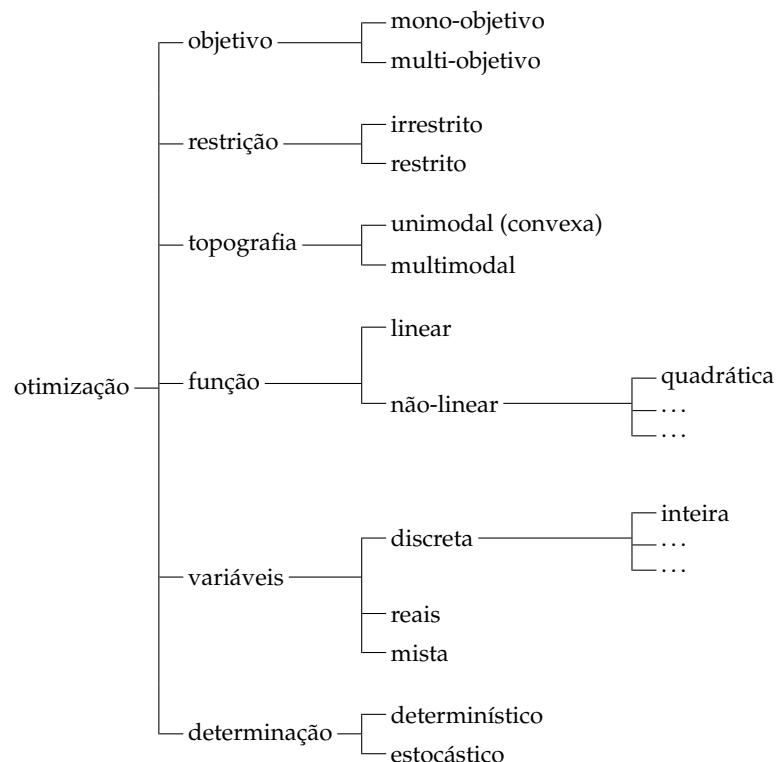 mono-objetivo
objetivo
multi-objetivo
irrestrito
restrição
restrito
unimodal (convexa)
topografia
multimodal
linear
quadrática
otimização
função
não-linear
...
...
inteira
discreta
...
...
variáveis
reais
mista
determinístico
determinação
estocástico